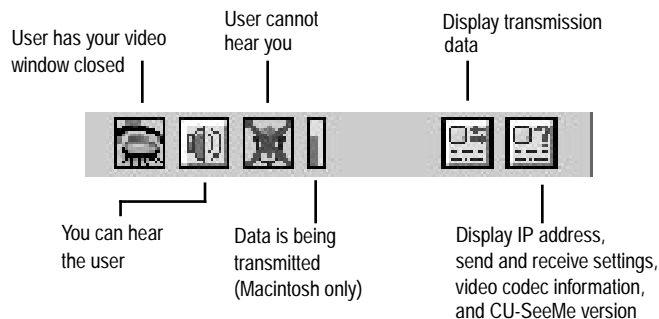 User has your video
window closed
User cannot
hear you
Display transmission
data
You can hear
the user
Data is being
transmitted
(Macintosh only)
Display IP address,
send and receive settings,
video codec information,
and CU-SeeMe version